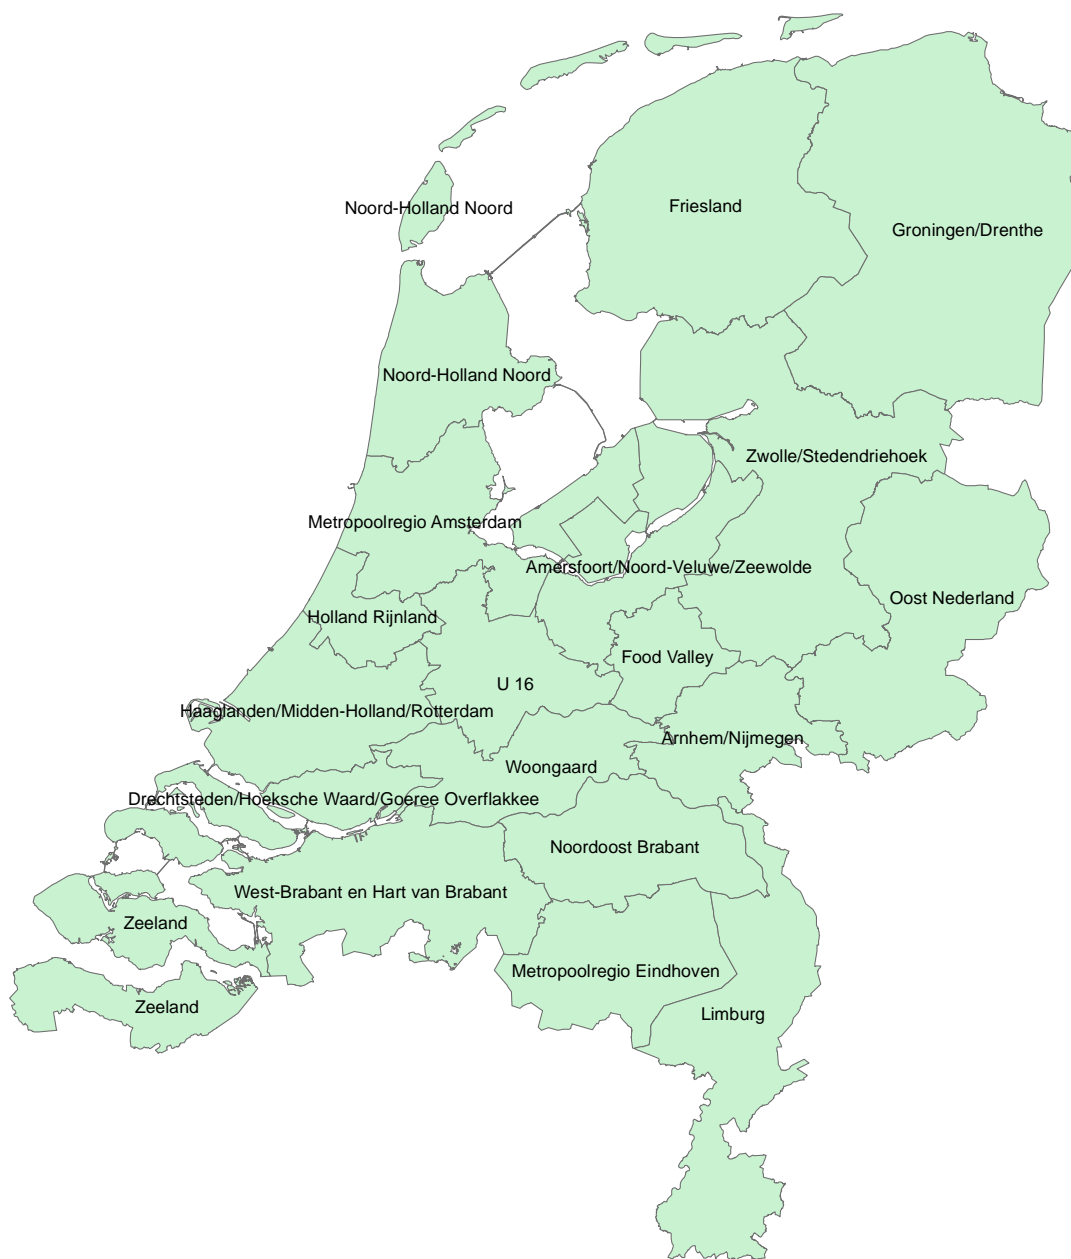 Noord-Holland Noord
Friesland
Groningen/Drenthe
Noord-Holland Noord
Zwolle/Stedendriehoek
Metropoolregio Amsterdam
Amersfoort/Noord-Veluwe/Zeewolde
Oost Nederland
Holland Rijnland
Food Valley
U 16
Haaglanden/Midden-Holland/Rotterdam
Arnhem/Nijmegen
Woongaard
Drechtsteden/Hoeksche Waard/Goeree Overflakkee
Noordoost Brabant
West-Brabant en Hart van Brabant
Zeeland
Metropoolregio Eindhoven
Zeeland
Limburg